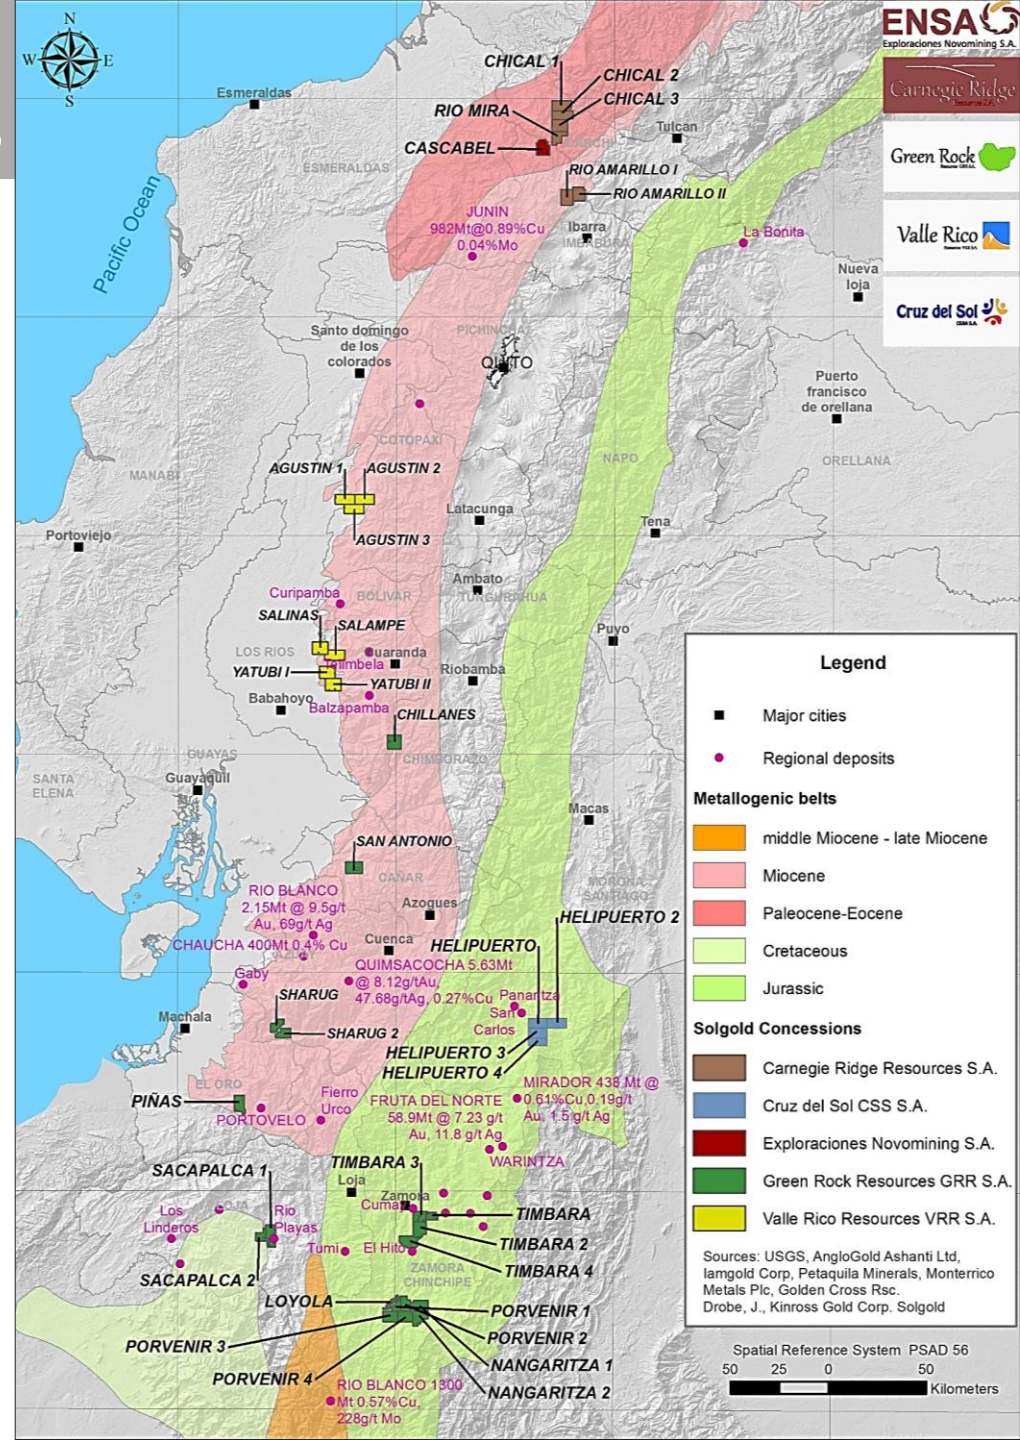 N
W
E
S
ENSA
Exploraciones Novomining S.A.
Carnegie Ridge
Green Rock
Valle Rico
Cruz del Sol
CSSM S.A.
Pacific Ocean
Esmeraldas
ESMERALDAS
CHICAL 1
CHICAL 2
CHICAL 3
RIO MIRA
CASCABEL
Tulcan
RIO AMARILLO I
RIO AMARILLO II
JUNIN
982Mt@0.89%Cu
0.04%Mo
Ibarra
IMBABURA
La Bonita
Nueva
loja
Santo domingo
de los
colorados
PICHINCHA
QUITO
Puerto
francisco
de orellana
COTOPAXI
MANABI
NAPO
ORELLANA
AGUSTIN 1
AGUSTIN 2
AGUSTIN 3
Latacunga
Portoviejo
Tena
Ambato
TUNGURAHUA
Curipamba
BOLIVAR
SALINAS
SALAMPE
LOS RIOS
Guaranda
Telimbela
Puyo
YATUBI I
YATUBI II
Riobamba
Babahoyo
Balzapamba
CHILLANES
CHIMBORAZO
GUAYAS
SANTA
ELENA
Guayaquil
Macas
SAN ANTONIO
CAÑAR
MORONA
SANTIAGO
RIO BLANCO
2.15Mt @ 9.5g/t
Au, 69g/t Ag
Azogues
HELIPUERTO 2
CHAUCHA 400Mt 0.4% Cu
AZUAY
Cuenca
HELIPUERTO
Gaby
QUIMSACOCHA 5.63Mt
@ 8.12g/tAu,
47.68g/tAg, 0.27%Cu
Panantza
San
Carlos
SHARUG
SHARUG 2
Machala
HELIPUERTO 3
HELIPUERTO 4
EL ORO
PIÑAS
PORTOVELO
Fierro
Urco
MIRADOR 438 Mt @
0.61%Cu,0,19g/t
Au, 1.5 g/t Ag
FRUTA DEL NORTE
58.9Mt @ 7.23 g/t
Au, 11.8 g/t Ag
WARINTZA
SACAPALCA 1
TIMBARA 3
Loja
Zamora
LOJA
Los
Linderos
Rio
Playas
Cumay
TIMBARA
TIMBARA 2
Tumi
El Hito
TIMBARA 4
SACAPALCA 2
ZAMORA
CHINCHIPE
LOYOLA
PORVENIR 1
PORVENIR 2
PORVENIR 3
NANGARITZA 1
PORVENIR 4
NANGARITZA 2
RIO BLANCO 1300
Mt 0.57%Cu,
228g/t Mo
Legend
Major cities
Regional deposits
Metallogenic belts
middle Miocene - late Miocene
Miocene
Paleocene-Eocene
Cretaceous
Jurassic
Solgold Concessions
Carnegie Ridge Resources S.A.
Cruz del Sol CSS S.A.
Exploraciones Novomining S.A.
Green Rock Resources GRR S.A.
Valle Rico Resources VRR S.A.
Sources: USGS, AngloGold Ashanti Ltd,
Iamgold Corp, Petaquila Minerals, Monterrico
Metals Plc, Golden Cross Rsc.
Drobe, J., Kinross Gold Corp. Solgold
Spatial Reference System PSAD 56
50 25 0 50
Kilometers